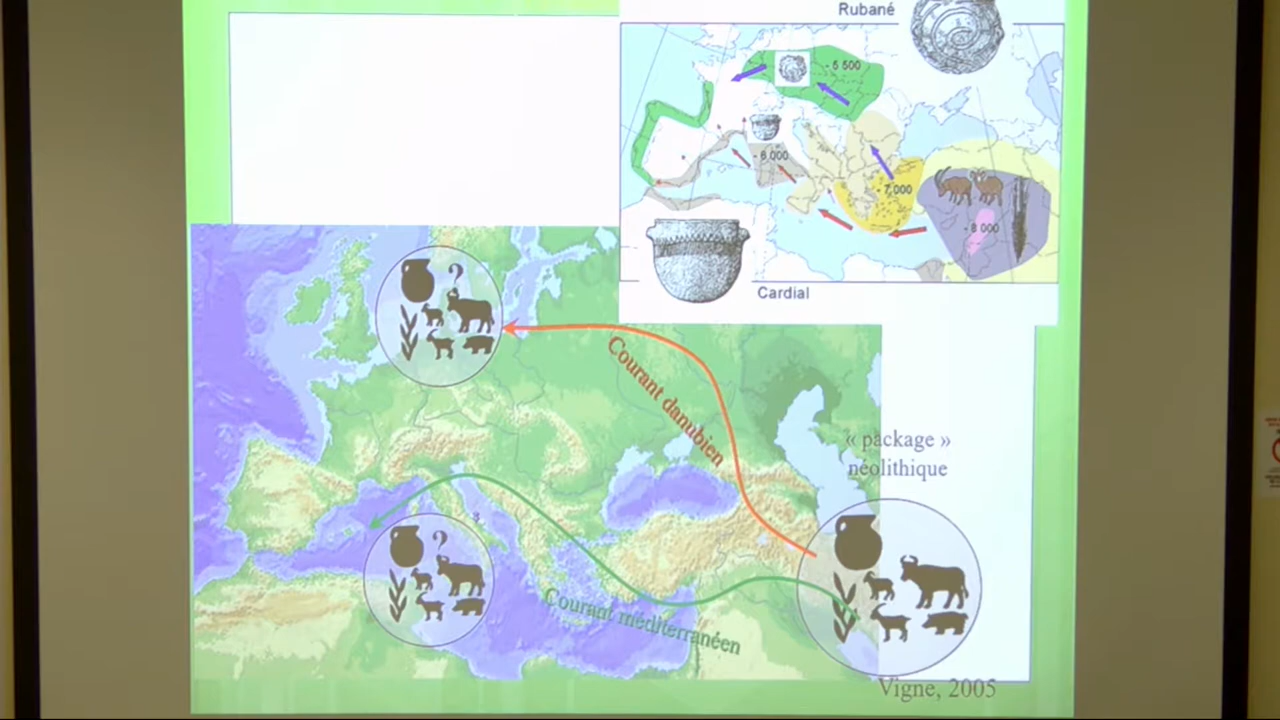 Rubané
- 5 500
- 6 000
- 7 000
- 8 000
Cardial
?
Courant danubien
« package »
néolithique
?
Courant méditerranéen
Vigne, 2005